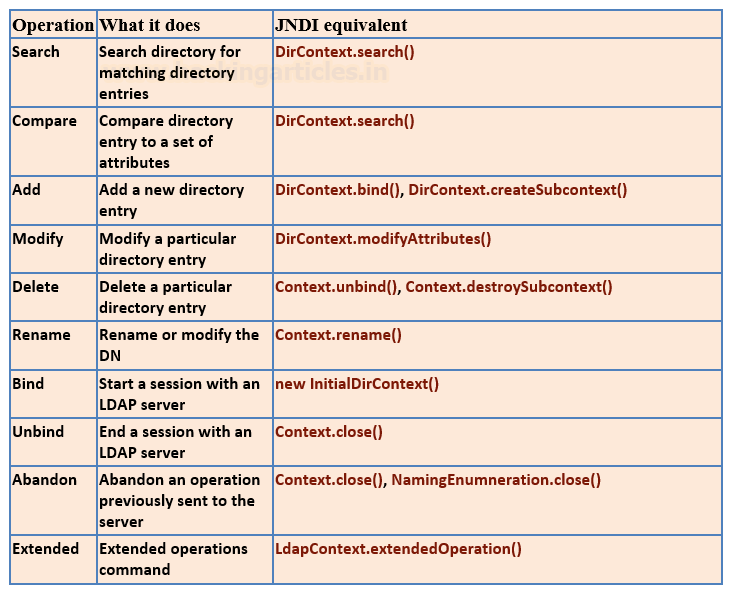 Operation What it does JNDI equivalent
Search Search directory for DirContext.search()
matching directory
entries
Compare Compare directory DirContext.search()
entry to a set of
attributes
Add Add a new directory DirContext.bind(), DirContext.createSubcontext()
entry
Modify Modify a particular DirContext.modifyAttributes()
directory entry
Delete Delete a particular Context.unbind(), Context.destroySubcontext()
directory entry
Rename Rename or modify the Context.rename()
DN
Bind Start a session with an new InitialDirContext()
LDAP server
Unbind End a session with an Context.close()
LDAP server
Abandon Abandon an operation Context.close(), NamingEnumneration.close()
previously sent to the
server
Extended Extended operations LdapContext.extendedOperation()
command